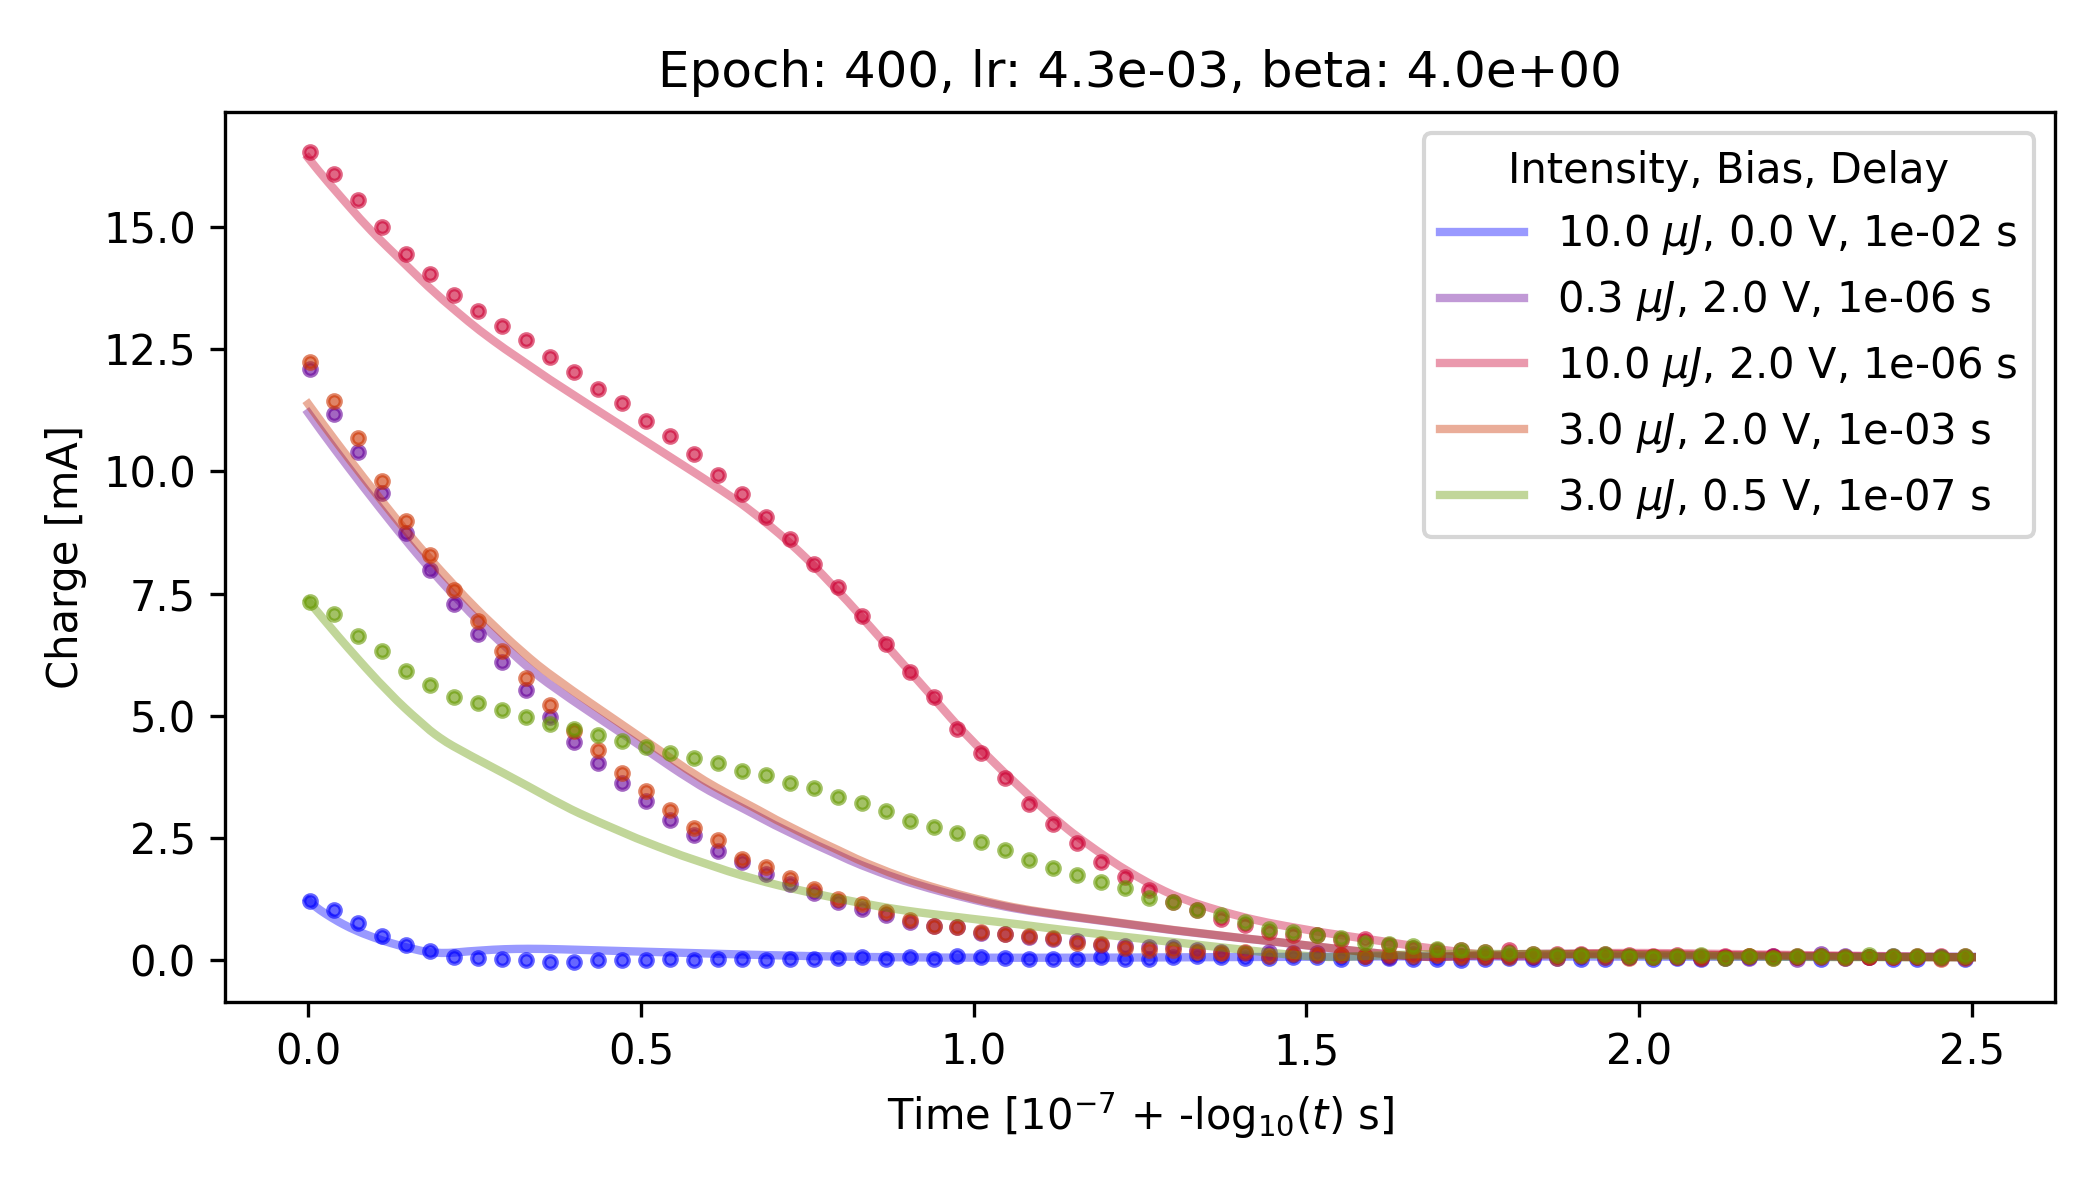 Epoch: 400, lr: 4.3e-03, beta: 4.0e+00
Intensity, Bias, Delay
10.0 μJ, 0.0 V, 1e-02 s
0.3 μJ, 2.0 V, 1e-06 s
10.0 μJ, 2.0 V, 1e-06 s
3.0 μJ, 2.0 V, 1e-03 s
3.0 μJ, 0.5 V, 1e-07 s
Charge [mA]
15.0
12.5
10.0
7.5
5.0
2.5
0.0
0.0 0.5 1.0 1.5 2.0 2.5
Time [10⁻⁷ + -log₁₀(t) s]